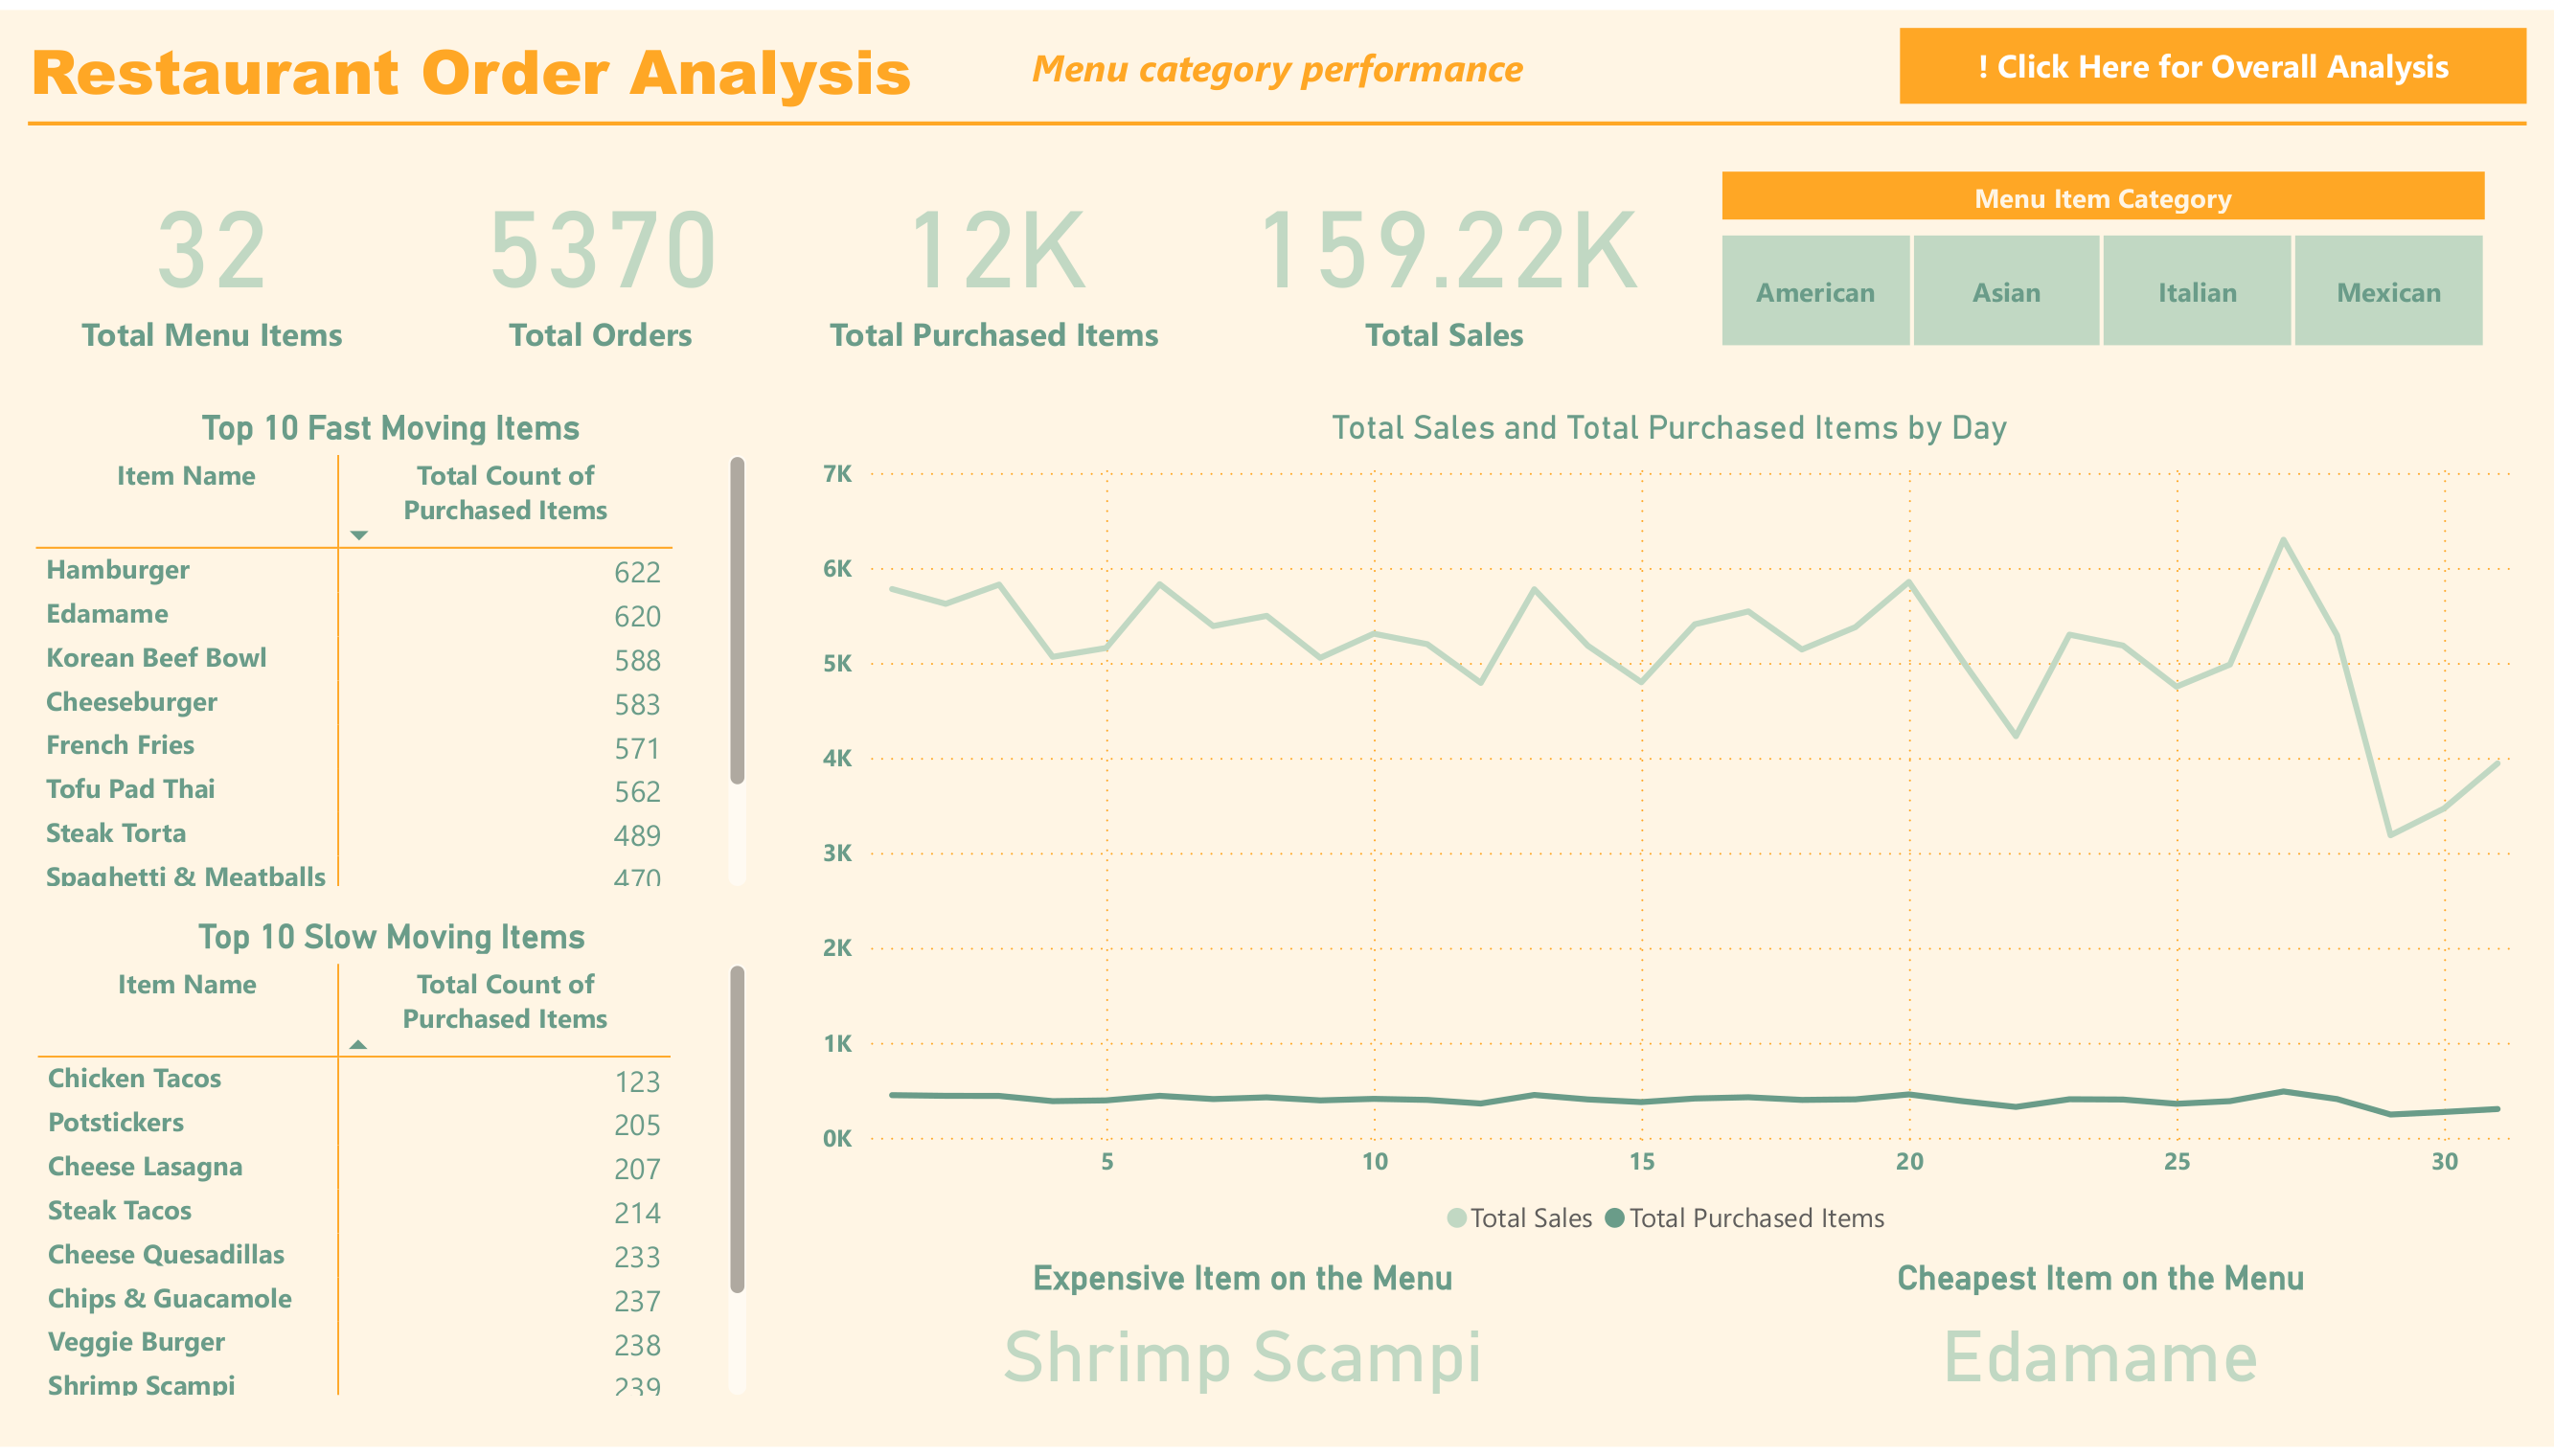 Restaurant Order Analysis
Menu category performance
! Click Here for Overall Analysis
32
Total Menu Items
5370
Total Orders
12K
Total Purchased Items
159.22K
Total Sales
Menu Item Category
American Asian Italian Mexican
Top 10 Fast Moving Items
Item Name Total Count of
Purchased Items
Hamburger 622
Edamame 620
Korean Beef Bowl 588
Cheeseburger 583
French Fries 571
Tofu Pad Thai 562
Steak Torta 489
Spaghetti & Meatballs 470
Top 10 Slow Moving Items
Item Name Total Count of
Purchased Items
Chicken Tacos 123
Potstickers 205
Cheese Lasagna 207
Steak Tacos 214
Cheese Quesadillas 233
Chips & Guacamole 237
Veggie Burger 238
Shrimp Scampi 239
Total Sales and Total Purchased Items by Day
7K
6K
5K
4K
3K
2K
1K
0K
5 10 15 20 25 30
Total Sales Total Purchased Items
Expensive Item on the Menu
Shrimp Scampi
Cheapest Item on the Menu
Edamame